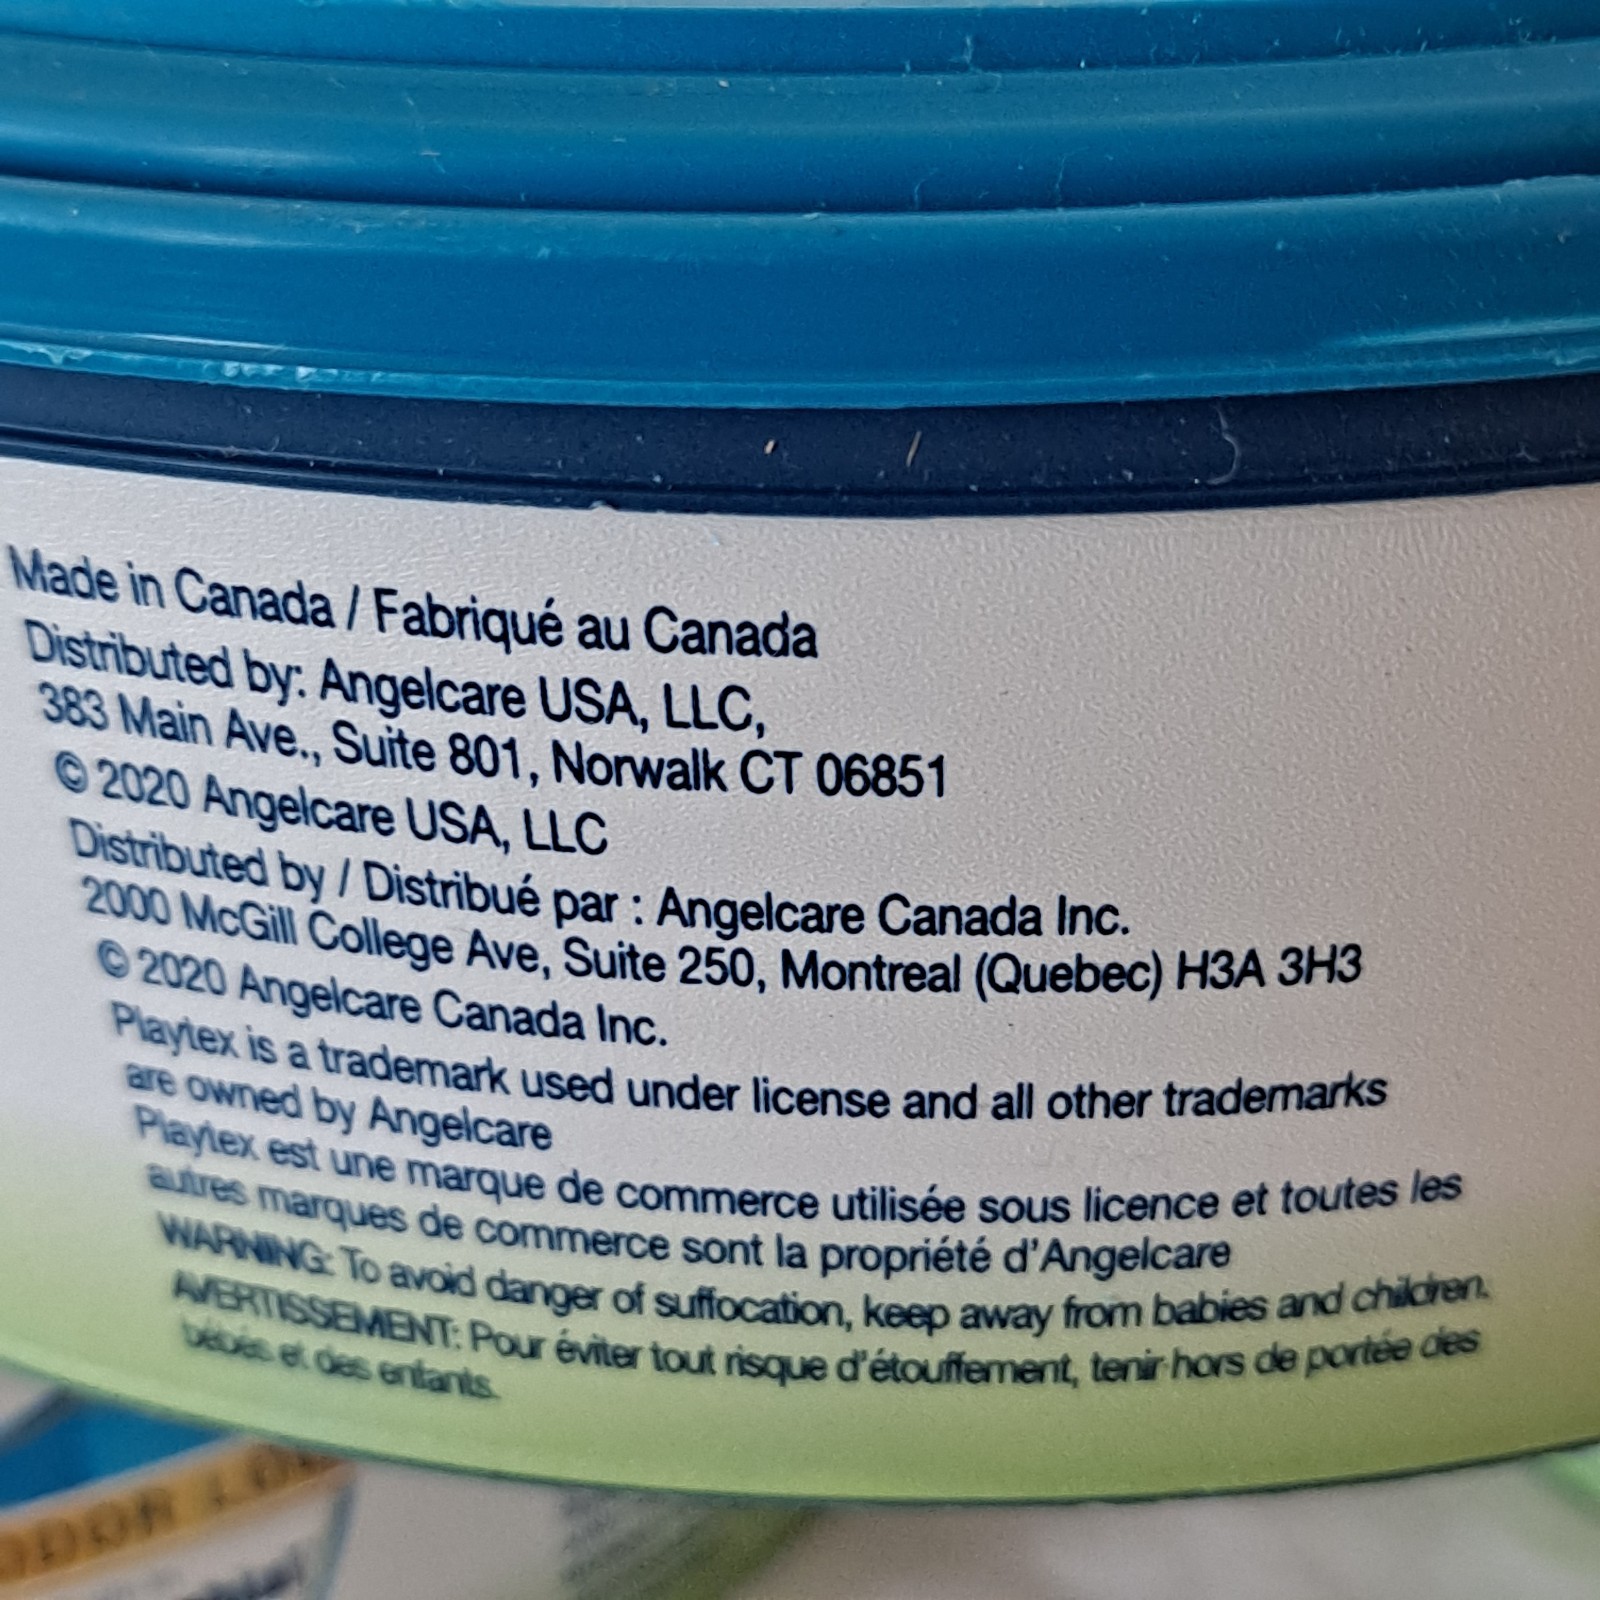 Made in Canada / Fabriqué au Canada
Distributed by: Angelcare USA, LLC,
383 Main Ave., Suite 801, Norwalk CT 06851
© 2020 Angelcare USA, LLC
Distributed by / Distribué par : Angelcare Canada Inc.
2000 McGill College Ave, Suite 250, Montreal (Quebec) H3A 3H3
© 2020 Angelcare Canada Inc.
Playtex is a trademark used under license and all other trademarks
are owned by Angelcare
Playtex est une marque de commerce utilisée sous licence et toutes les
autres marques de commerce sont la propriété d'Angelcare
WARNING: To avoid danger of suffocation, keep away from babies and children.
AVERTISSEMENT: Pour éviter tout risque d'étouffement, tenir hors de portée des
bébés et des enfants.
ODOR